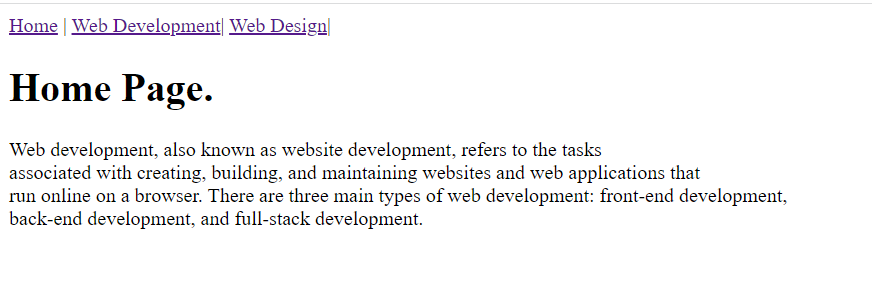 Home | Web Development| Web Design|
Home Page.
Web development, also known as website development, refers to the tasks
associated with creating, building, and maintaining websites and web applications that
run online on a browser. There are three main types of web development: front-end development,
back-end development, and full-stack development.